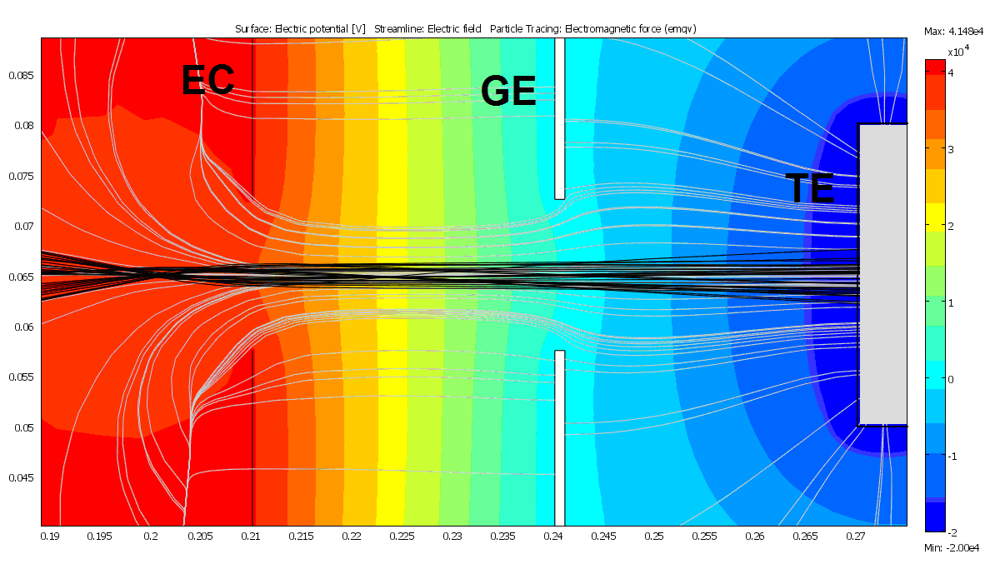 Surface: Electric potential [V] Streamline: Electric field Particle Tracing: Electromagnetic force (emqv)
Max: 4.148e4
x10^4
EC
GE
TE
0.085
0.08
0.075
0.07
0.065
0.06
0.055
0.05
0.045
4
3
2
1
0
-1
-2
0.19 0.195 0.2 0.205 0.21 0.215 0.22 0.225 0.23 0.235 0.24 0.245 0.25 0.255 0.26 0.265 0.27
Min: -2.00e4